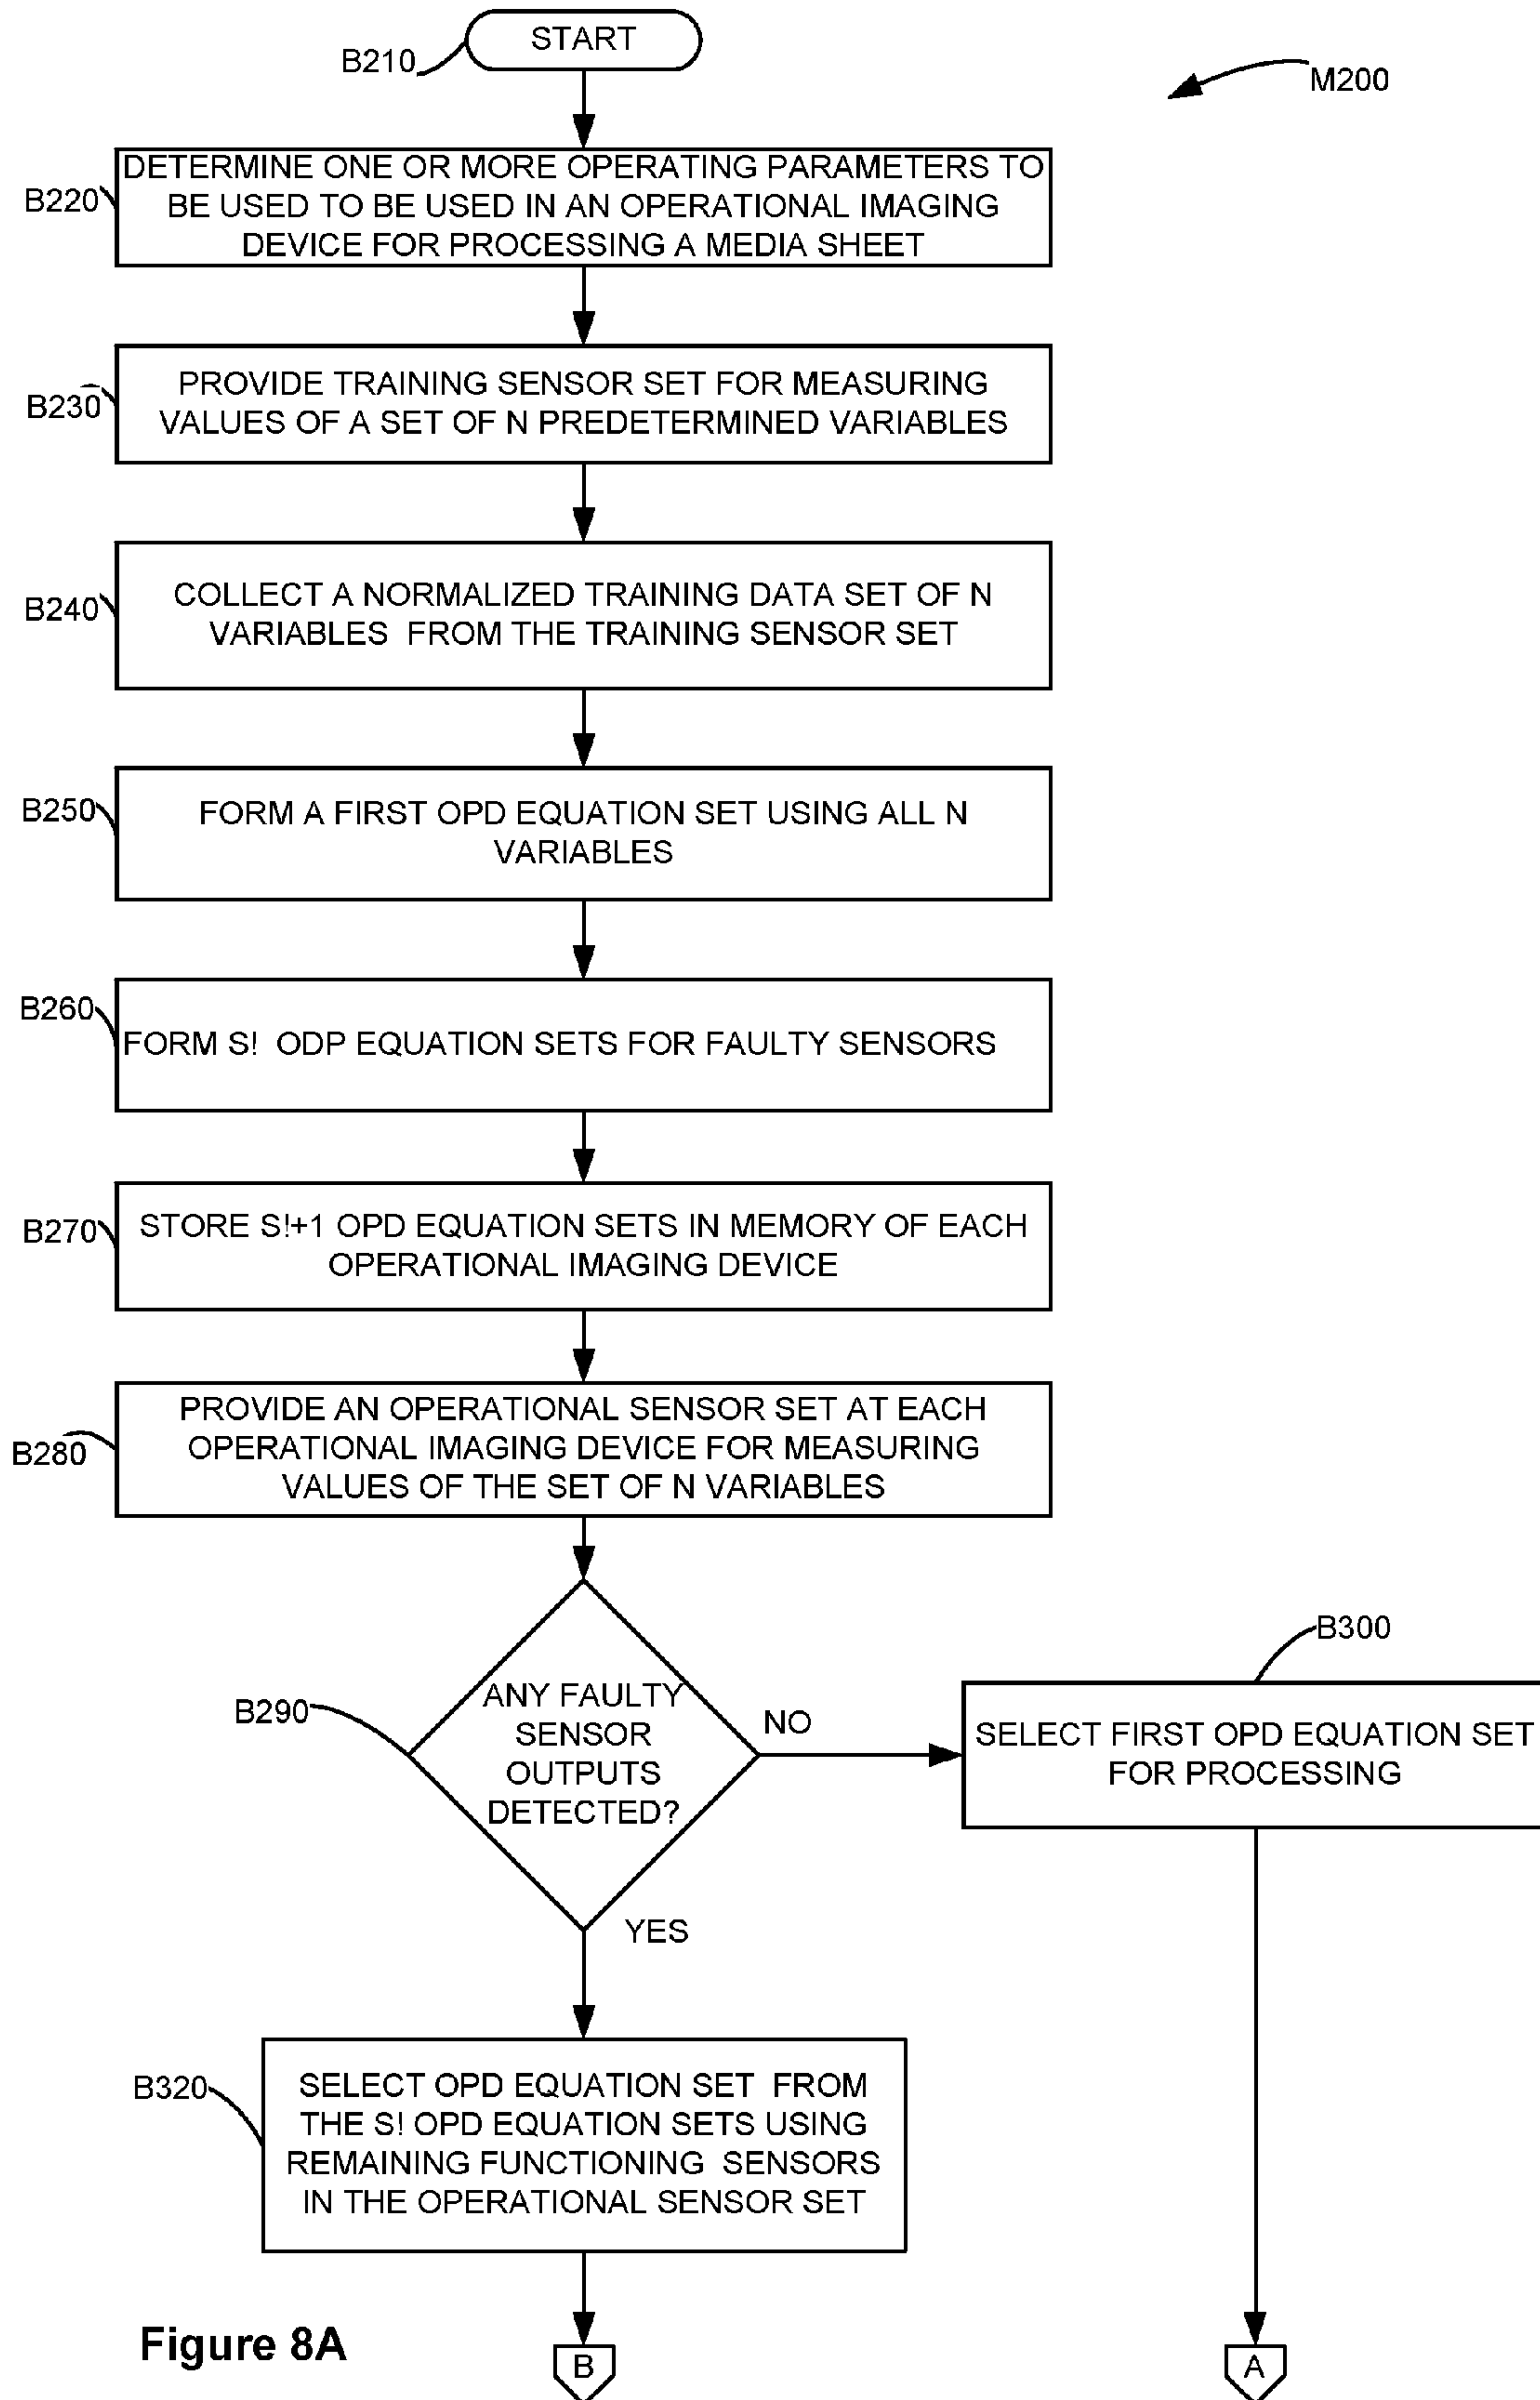 START
B210
M200
B220
DETERMINE ONE OR MORE OPERATING PARAMETERS TO
BE USED TO BE USED IN AN OPERATIONAL IMAGING
DEVICE FOR PROCESSING A MEDIA SHEET
B230
PROVIDE TRAINING SENSOR SET FOR MEASURING
VALUES OF A SET OF N PREDETERMINED VARIABLES
B240
COLLECT A NORMALIZED TRAINING DATA SET OF N
VARIABLES FROM THE TRAINING SENSOR SET
B250
FORM A FIRST OPD EQUATION SET USING ALL N
VARIABLES
B260
FORM S! ODP EQUATION SETS FOR FAULTY SENSORS
B270
STORE S!+1 OPD EQUATION SETS IN MEMORY OF EACH
OPERATIONAL IMAGING DEVICE
B280
PROVIDE AN OPERATIONAL SENSOR SET AT EACH
OPERATIONAL IMAGING DEVICE FOR MEASURING
VALUES OF THE SET OF N VARIABLES
B290
ANY FAULTY
SENSOR
OUTPUTS
DETECTED?
NO
B300
SELECT FIRST OPD EQUATION SET
FOR PROCESSING
YES
B320
SELECT OPD EQUATION SET FROM
THE S! OPD EQUATION SETS USING
REMAINING FUNCTIONING SENSORS
IN THE OPERATIONAL SENSOR SET
Figure 8A
B
A